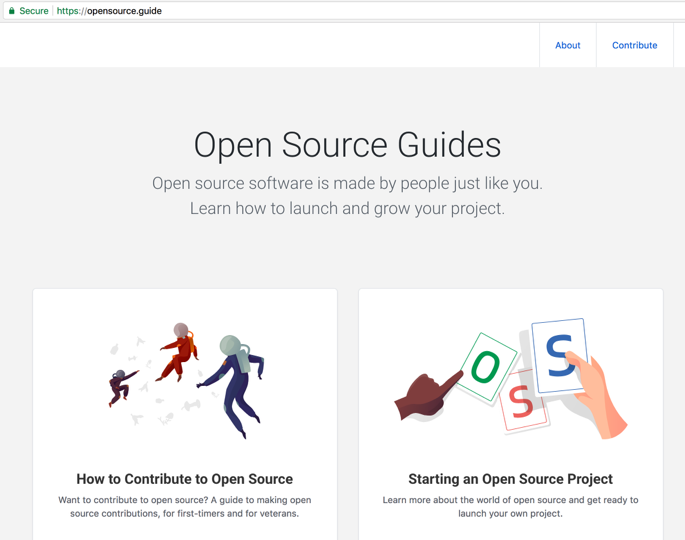 Secure https://opensource.guide
About Contribute
Open Source Guides
Open source software is made by people just like you.
Learn how to launch and grow your project.
O S S
How to Contribute to Open Source
Want to contribute to open source? A guide to making open
source contributions, for first-timers and for veterans.
Starting an Open Source Project
Learn more about the world of open source and get ready to
launch your own project.